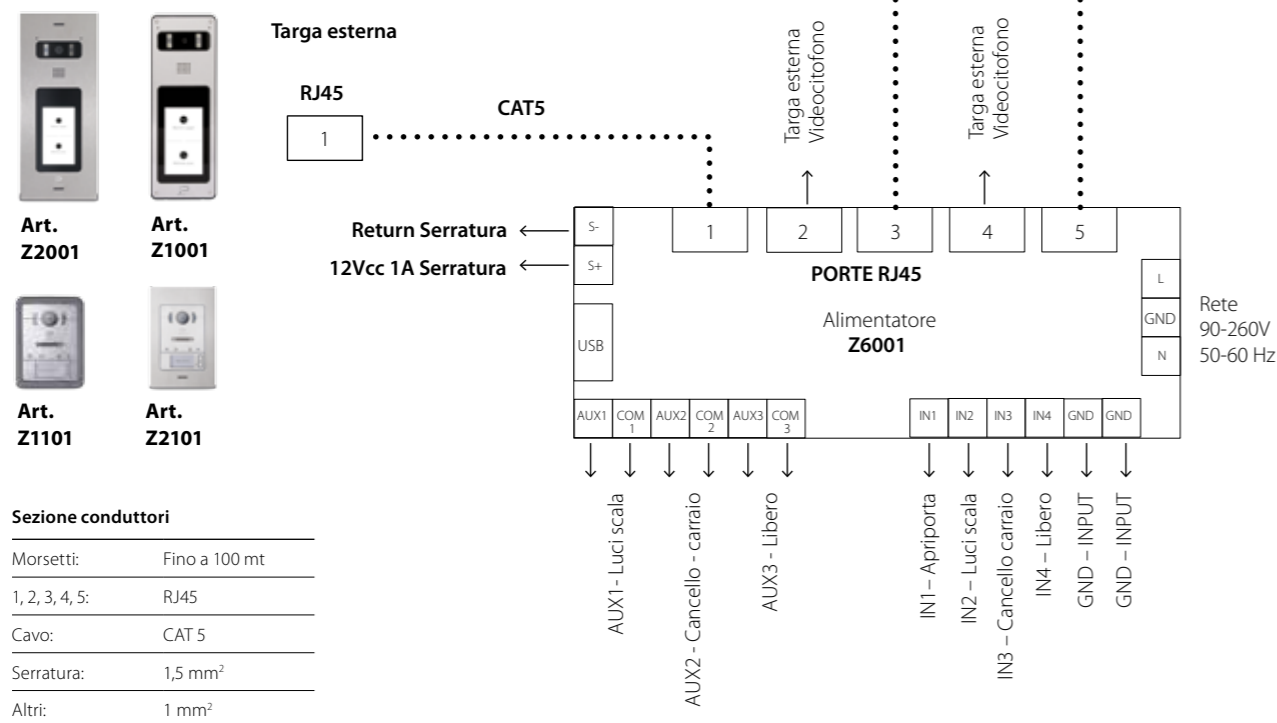 Targa esterna
RJ45
1
CAT5
Targa esterna
Videocitofono
Targa esterna
Videocitofono
Art.
Z2001
Art.
Z1001
Art.
Z1101
Art.
Z2101
Return Serratura
12Vcc 1A Serratura
S-
S+
USB
1
2
3
4
5
PORTE RJ45
Alimentatore
Z6001
L
GND
N
Rete
90-260V
50-60 Hz
AUX1
COM
1
AUX2
COM
2
AUX3
COM
3
IN1
IN2
IN3
IN4
GND
GND
AUX1 - Luci scala
AUX2 - Cancello - carraio
AUX3 - Libero
IN1 – Apriporta
IN2 – Luci scala
IN3 – Cancello carraio
IN4 – Libero
GND – INPUT
GND – INPUT
Sezione conduttori
Morsetti: Fino a 100 mt
1, 2, 3, 4, 5: RJ45
Cavo: CAT 5
Serratura: 1,5 mm²
Altri: 1 mm²